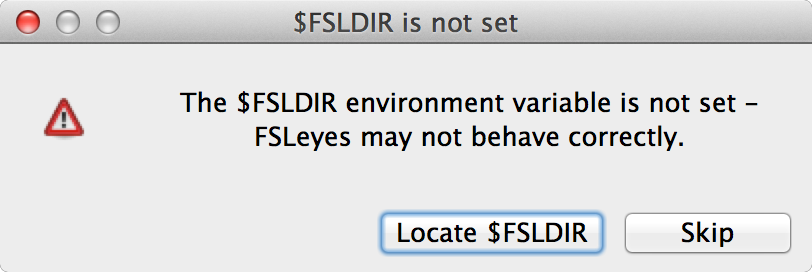 $FSLDIR is not set
The $FSLDIR environment variable is not set –
FSLeyes may not behave correctly.
Locate $FSLDIR
Skip